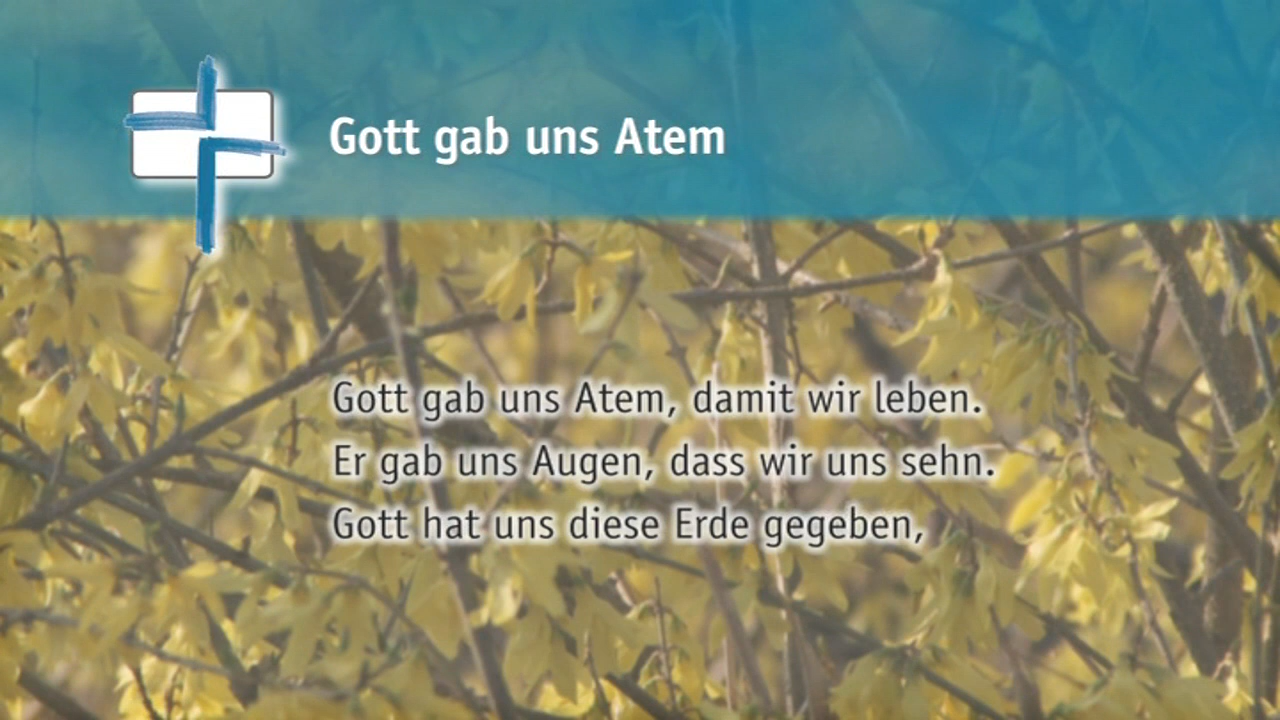 Gott gab uns Atem
Gott gab uns Atem, damit wir leben.
Er gab uns Augen, dass wir uns sehn.
Gott hat uns diese Erde gegeben,